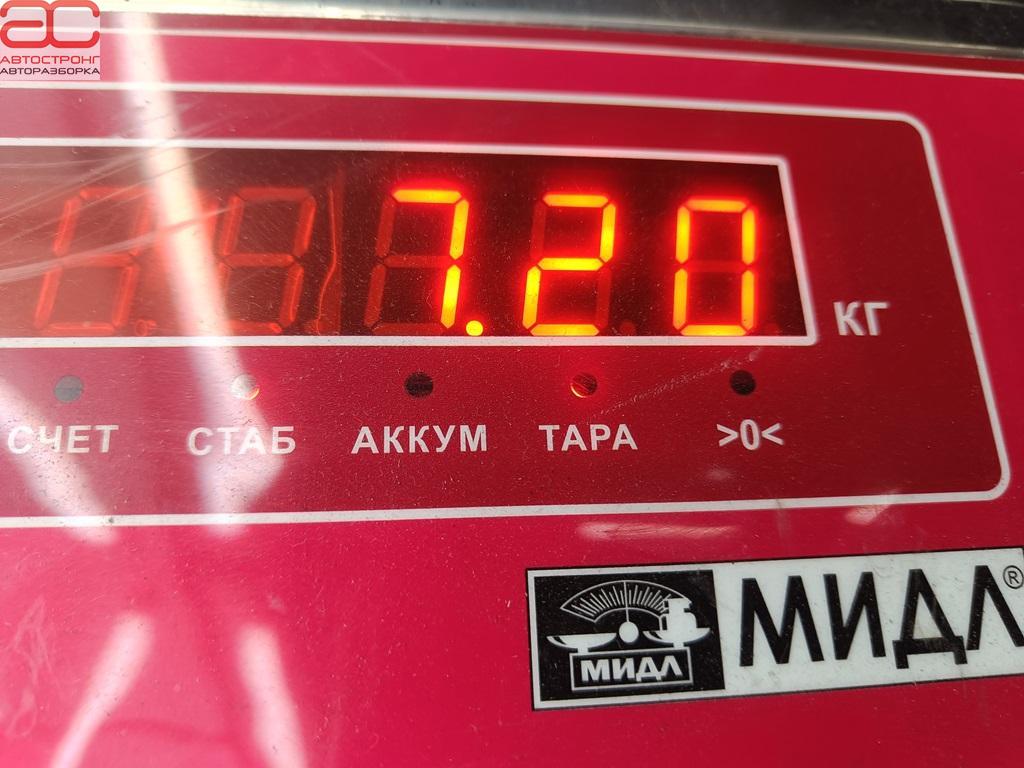 ас
АВТОСТРОНГ
АВТОРАЗБОРКА
7.20
КГ
СЧЕТ СТАБ АККУМ ТАРА >0<
МИДЛ МИДЛ®